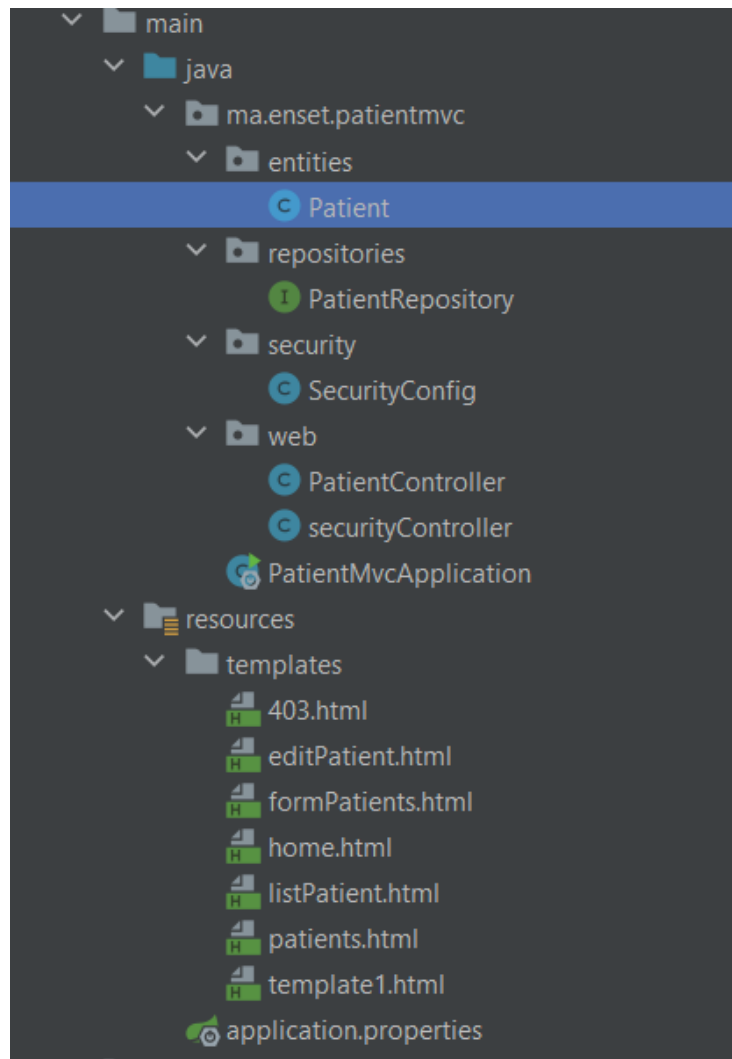 main
java
ma.enset.patientmvc
entities
C Patient
repositories
I PatientRepository
security
C SecurityConfig
web
C PatientController
C securityController
PatientMvcApplication
resources
templates
H 403.html
H editPatient.html
H formPatients.html
H home.html
H listPatient.html
H patients.html
H template1.html
application.properties